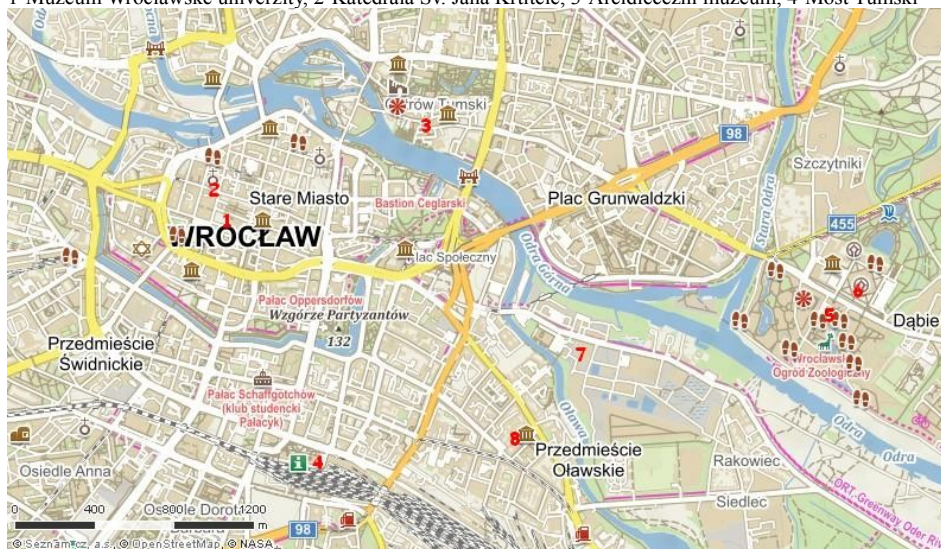 1-Muzeum Wrocławské univerzity, 2-Katedrála Sv. Jana Křtitele, 3-Arcidiecézní muzeum, 4-Most Tumski
Ostrów Tumski
3
98
Szczytniki
2
Stare Miasto
Bastion Ceglarski
Plac Grunwaldzki
Stara Odra
1
WROCŁAW
455
Plac Społeczny
Odra Górna
Pałac Oppersdorfów
Wzgórze Partyzantów
132
6
5
Dąbie
Przedmieście
Świdnickie
7
Wrocławski
Ogród Zoologiczny
Pałac Schaffgotschów
(klub studencki
Pałacyk)
Oława
Odra
8
Przedmieście
Oławskie
4
Osiedle Anna
Rakowiec
Siedlec
ORT, Greenway Oder River
Osiedle Dorota
Barbara
98
0 400 800 1200
m
© Seznam.cz, a.s., © OpenStreetMap, © NASA